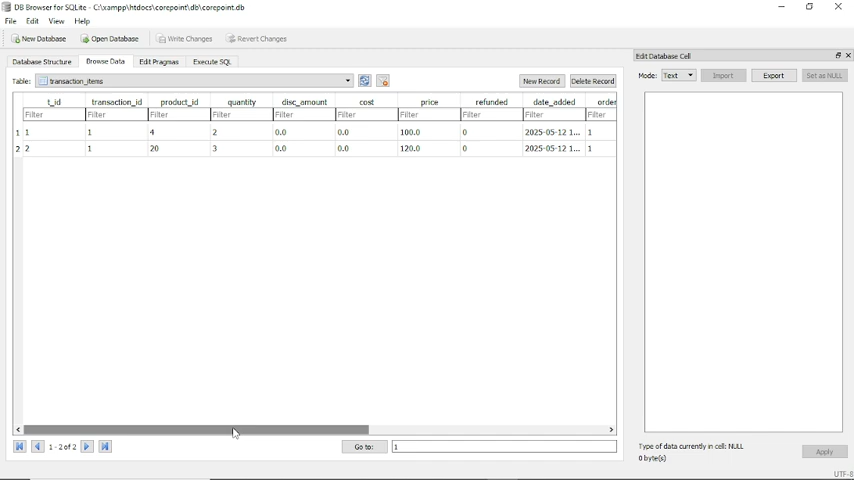 DB Browser for SQLite - C:\xampp\htdocs\corepoint\db\corepoint.db
File Edit View Help
New Database Open Database Write Changes Revert Changes
Database Structure Browse Data Edit Pragmas Execute SQL
Table: transaction_items New Record Delete Record
t_id transaction_id product_id quantity disc_amount cost price refunded date_added order
Filter Filter Filter Filter Filter Filter Filter Filter Filter Filter
1 1 1 4 2 0.0 0.0 100.0 0 2025-05-12 1... 1
2 2 1 20 3 0.0 0.0 120.0 0 2025-05-12 1... 1
1 - 2 of 2 Go to: 1
Edit Database Cell
Mode: Text Import Export Set as NULL
Type of data currently in cell: NULL
0 byte(s)
Apply
UTF-8